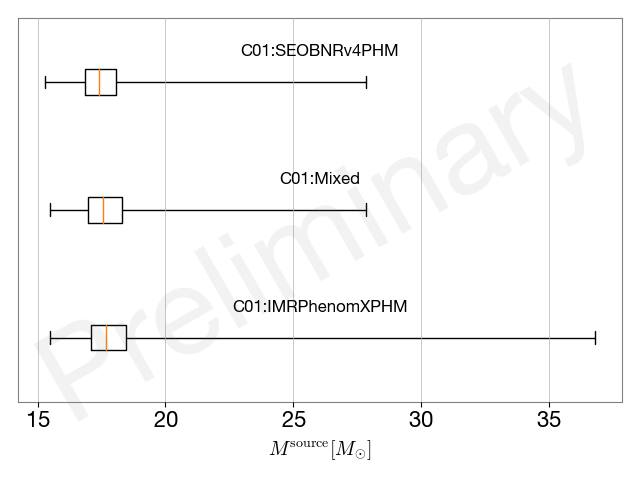 C01:SEOBNRv4PHM
C01:Mixed
C01:IMRPhenomXPHM
Preliminary
15 20 25 30 35
M^source [M_☉]